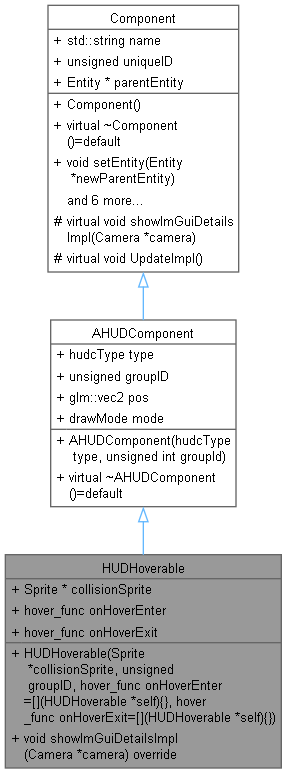 Component
+ std::string name
+ unsigned uniqueID
+ Entity * parentEntity
+ Component()
+ virtual ~Component
()=default
+ void setEntity(Entity
*newParentEntity)
and 6 more...
# virtual void showImGuiDetails
Impl(Camera *camera)
# virtual void UpdateImpl()
AHUDComponent
+ hudcType type
+ unsigned groupID
+ glm::vec2 pos
+ drawMode mode
+ AHUDComponent(hudcType
type, unsigned int groupId)
+ virtual ~AHUDComponent
()=default
HUDHoverable
+ Sprite * collisionSprite
+ hover_func onHoverEnter
+ hover_func onHoverExit
+ HUDHoverable(Sprite
*collisionSprite, unsigned
groupID, hover_func onHoverEnter
=[](HUDHoverable *self){}, hover
_func onHoverExit=[](HUDHoverable *self){})
+ void showImGuiDetailsImpl
(Camera *camera) override